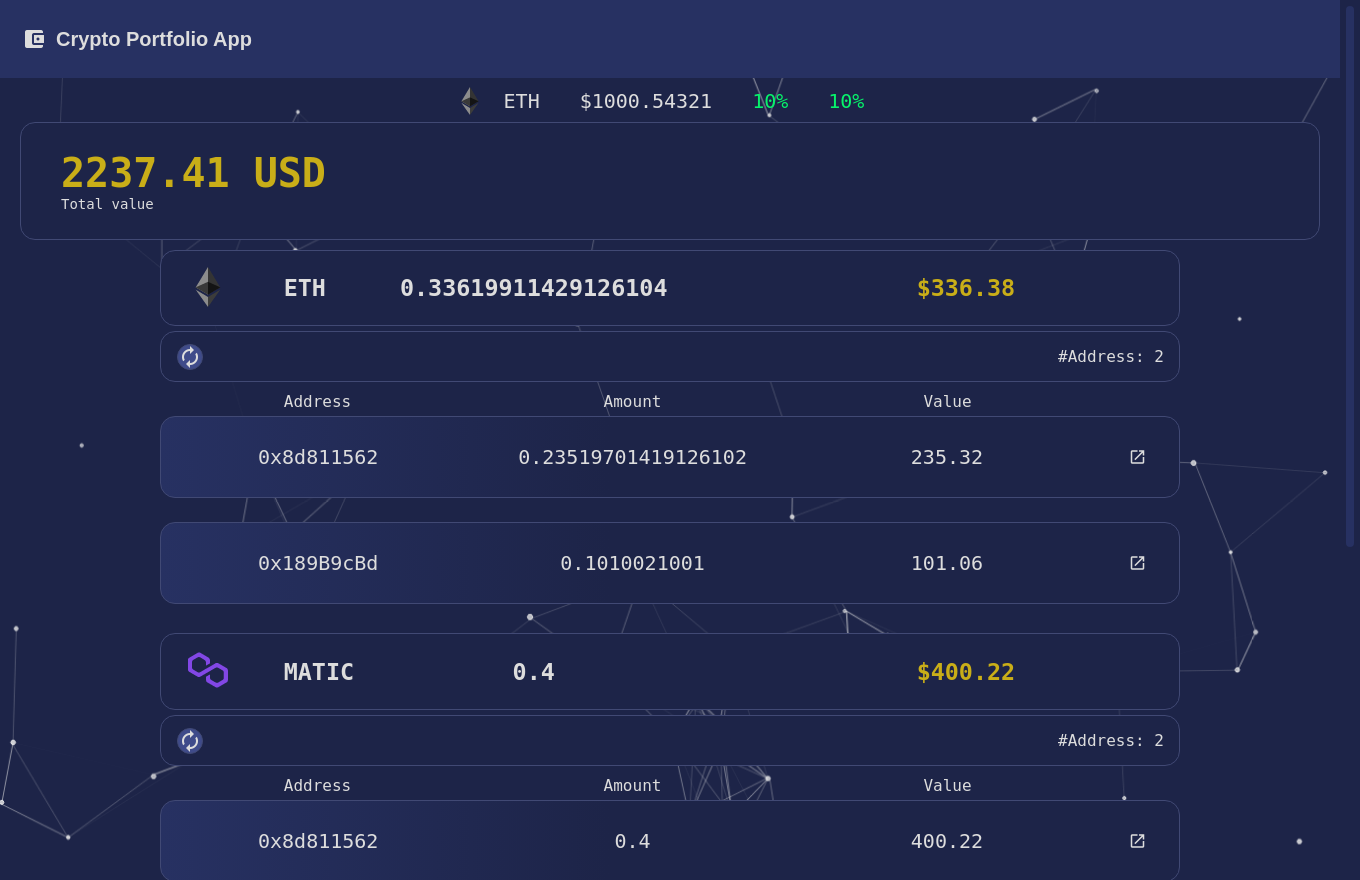 Crypto Portfolio App
ETH $1000.54321 10% 10%
2237.41 USD
Total value
ETH 0.33619911429126104 $336.38
#Address: 2
Address Amount Value
0x8d811562 0.23519701419126102 235.32
0x189B9cBd 0.1010021001 101.06
MATIC 0.4 $400.22
#Address: 2
Address Amount Value
0x8d811562 0.4 400.22